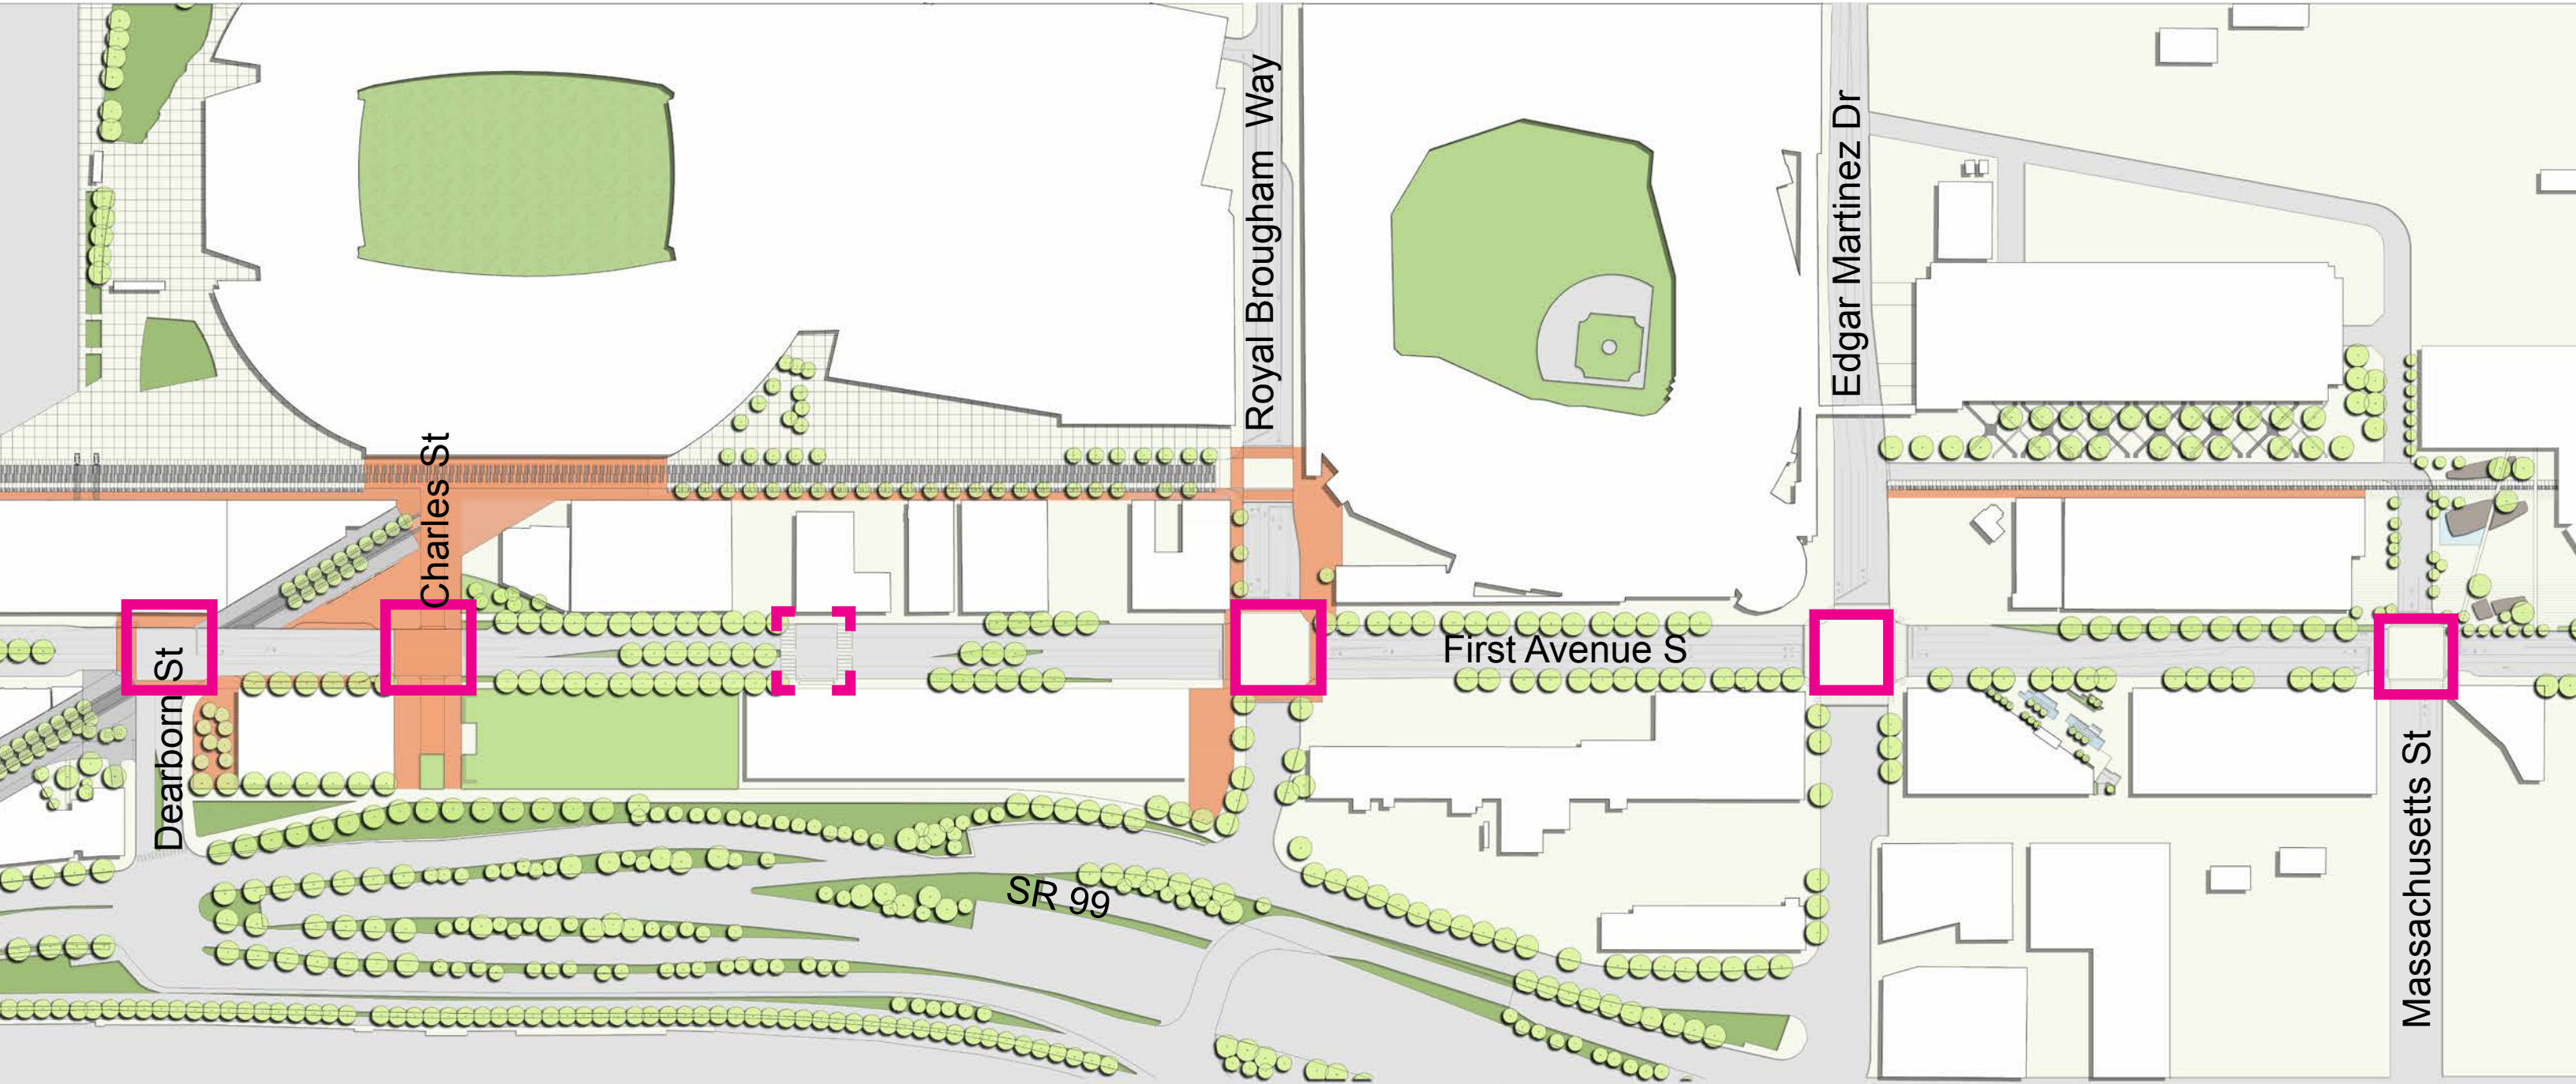 Royal Brougham Way
Edgar Martinez Dr
Charles St
First Avenue S
Dearborn St
Massachusetts St
SR 99